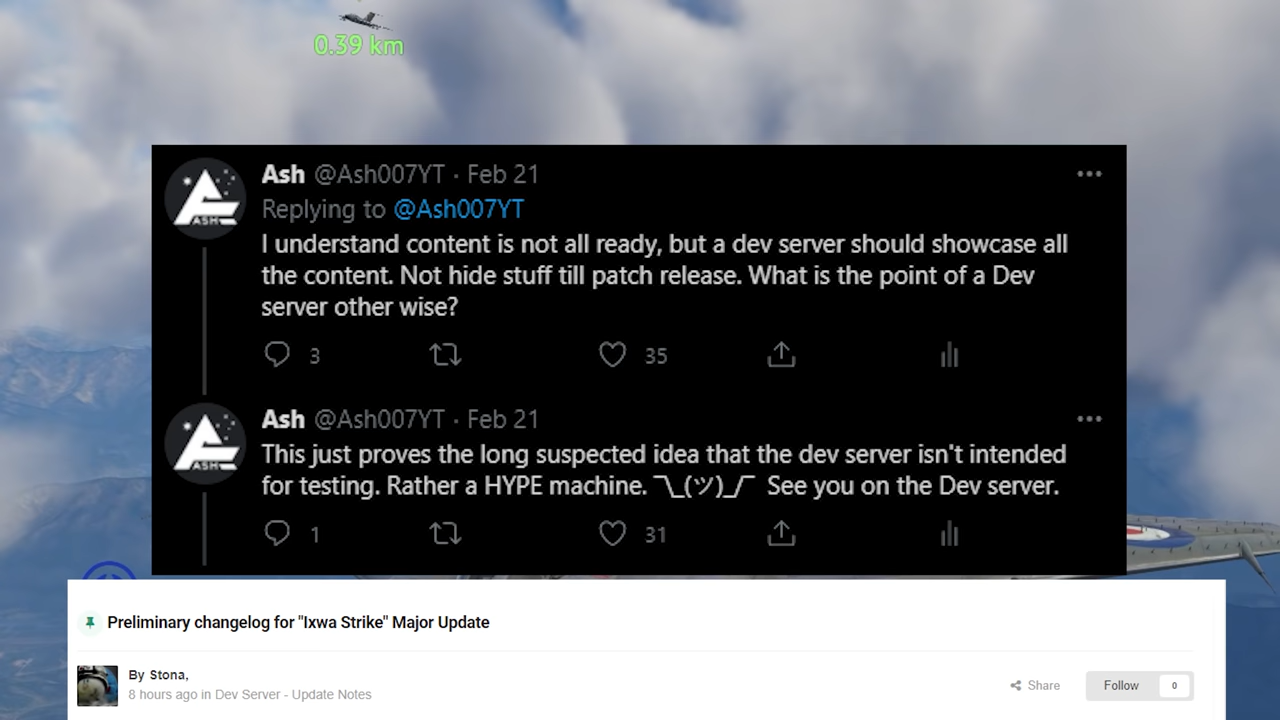 0.39 km
Ash @Ash007YT · Feb 21
Replying to @Ash007YT
I understand content is not all ready, but a dev server should showcase all
the content. Not hide stuff till patch release. What is the point of a Dev
server other wise?
3 35
Ash @Ash007YT · Feb 21
This just proves the long suspected idea that the dev server isn't intended
for testing. Rather a HYPE machine. ¯\_(ツ)_/¯ See you on the Dev server.
1 31
ASH
ASH
Preliminary changelog for "Ixwa Strike" Major Update
By Stona,
8 hours ago in Dev Server - Update Notes
Share Follow 0